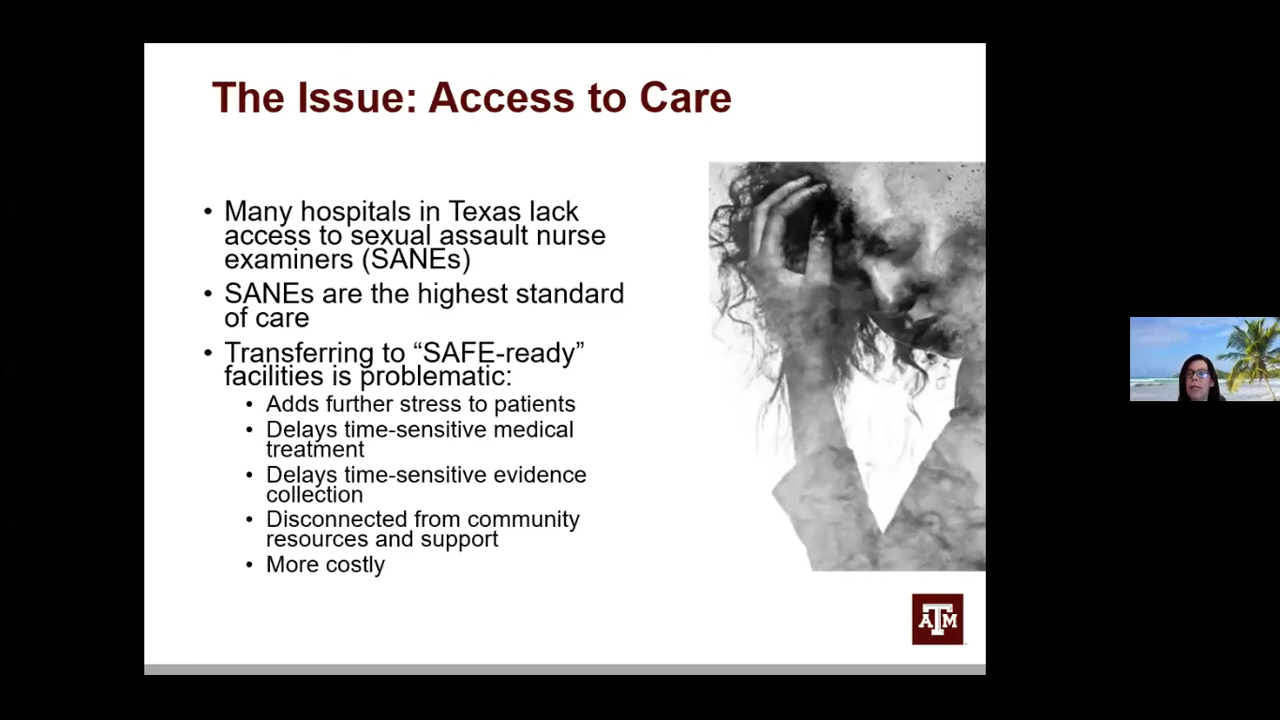 The Issue: Access to Care
• Many hospitals in Texas lack
access to sexual assault nurse
examiners (SANEs)
• SANEs are the highest standard
of care
• Transferring to “SAFE-ready”
facilities is problematic:
• Adds further stress to patients
• Delays time-sensitive medical
treatment
• Delays time-sensitive evidence
collection
• Disconnected from community
resources and support
• More costly
ATM